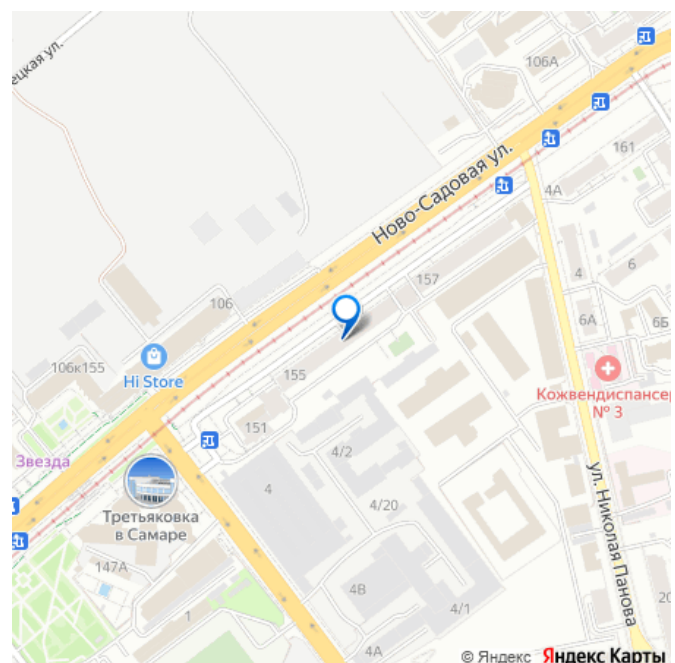 ецкая ул.
106А
161
Ново-Садовая ул.
4А
157
4
6
106
6А
6Б
106к155
Hi Store
155
Кожвендиспансер
№ 3
151
Звезда
4/2
4
4/20
Третьяковка
в Самаре
ул. Николая Панова
147А
4В
1
4/1
20
4А
© Яндекс Яндекс Карты